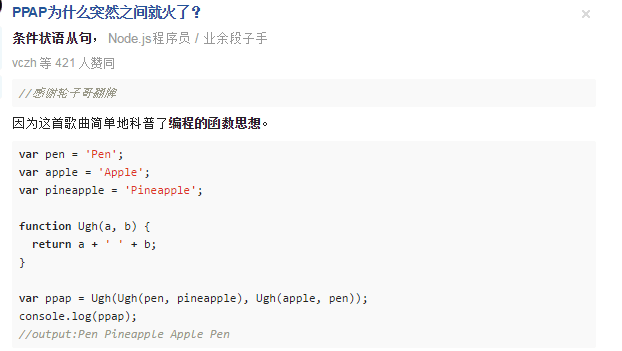 PPAP为什么突然之间就火了？
条件状语从句， Node.js程序员 / 业余段子手
vczh 等 421 人赞同
//感谢轮子哥翻牌
因为这首歌曲简单地科普了编程的函数思想。
var pen = 'Pen';
var apple = 'Apple';
var pineapple = 'Pineapple';
function Ugh(a, b) {
  return a + ' ' + b;
}
var ppap = Ugh(Ugh(pen, pineapple), Ugh(apple, pen));
console.log(ppap);
//output:Pen Pineapple Apple Pen